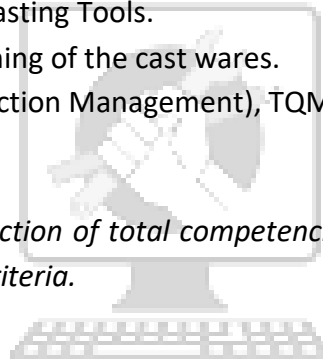 asting Tools.
ning of the cast wares.
ction Management), TQM
ction of total competenc
riteria.